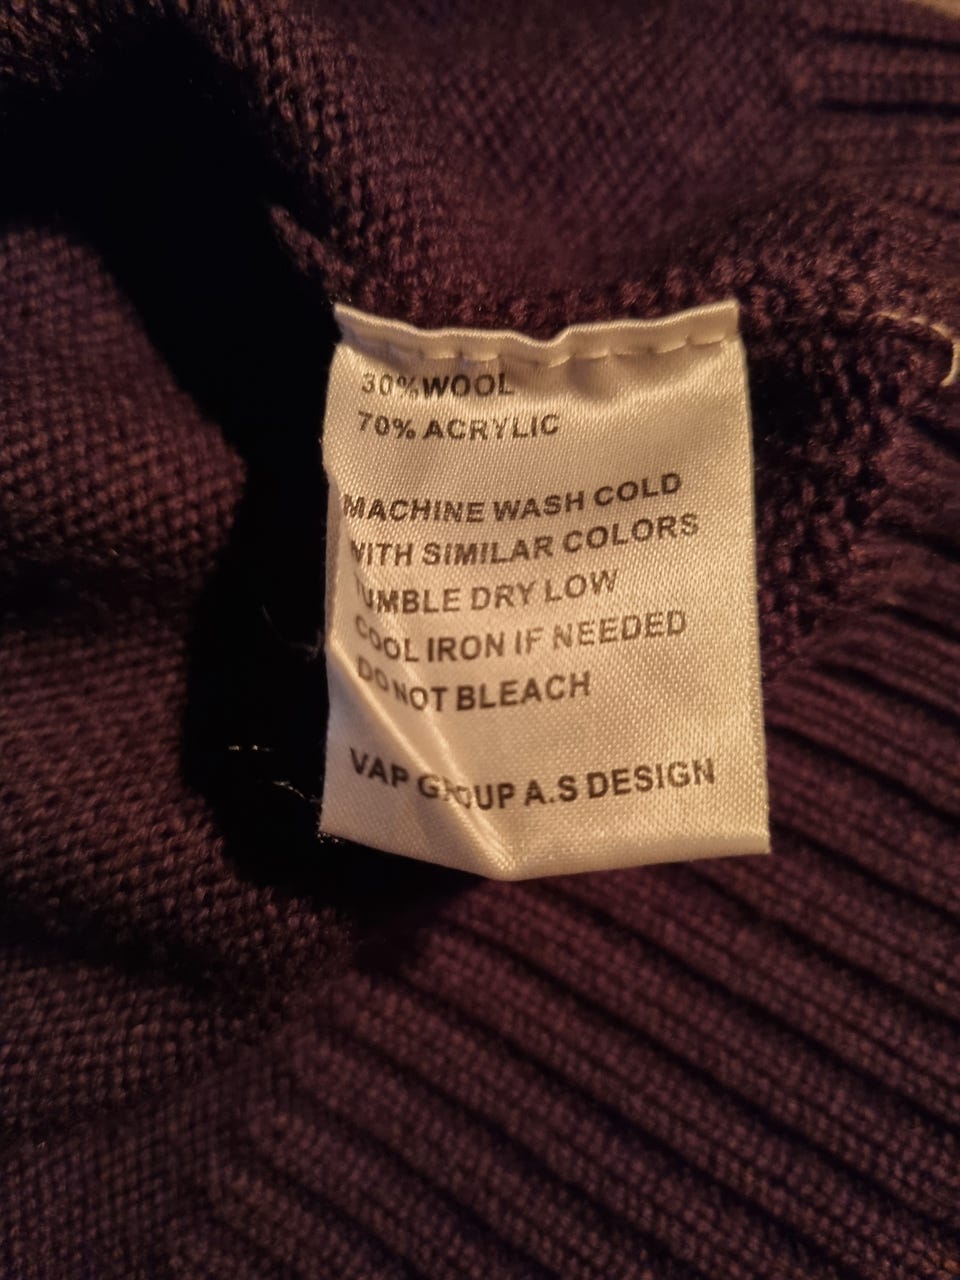 30%WOOL
70% ACRYLIC
MACHINE WASH COLD
WITH SIMILAR COLORS
TUMBLE DRY LOW
COOL IRON IF NEEDED
DO NOT BLEACH
VAP GROUP A.S DESIGN